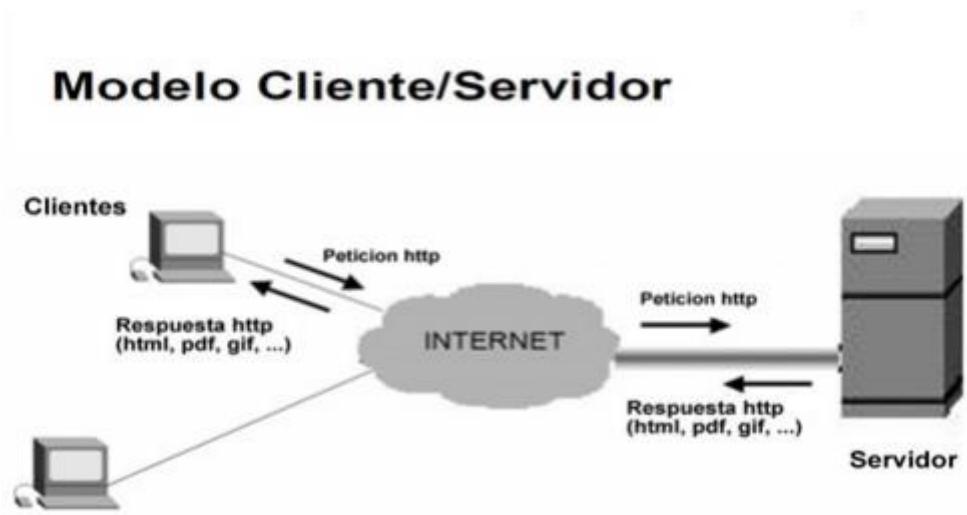 Modelo Cliente/Servidor
Clientes
Peticion http
Respuesta http
(html, pdf, gif, ...)
INTERNET
Peticion http
Respuesta http
(html, pdf, gif, ...)
Servidor